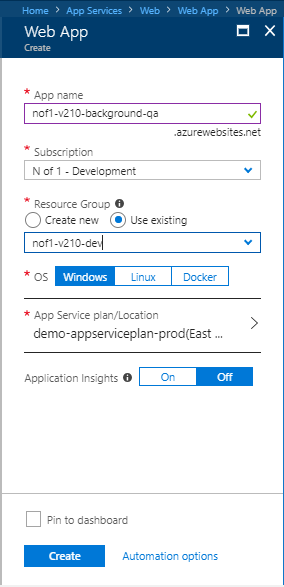 Home > App Services > Web > Web App > Web App
Web App
Create
* App name
nof1-v210-background-qa
.azurewebsites.net
* Subscription
N of 1 - Development
* Resource Group
Create new Use existing
nof1-v210-dev
* OS Windows Linux Docker
* App Service plan/Location
demo-appserviceplan-prod(East ...
Application Insights On Off
Pin to dashboard
Create Automation options